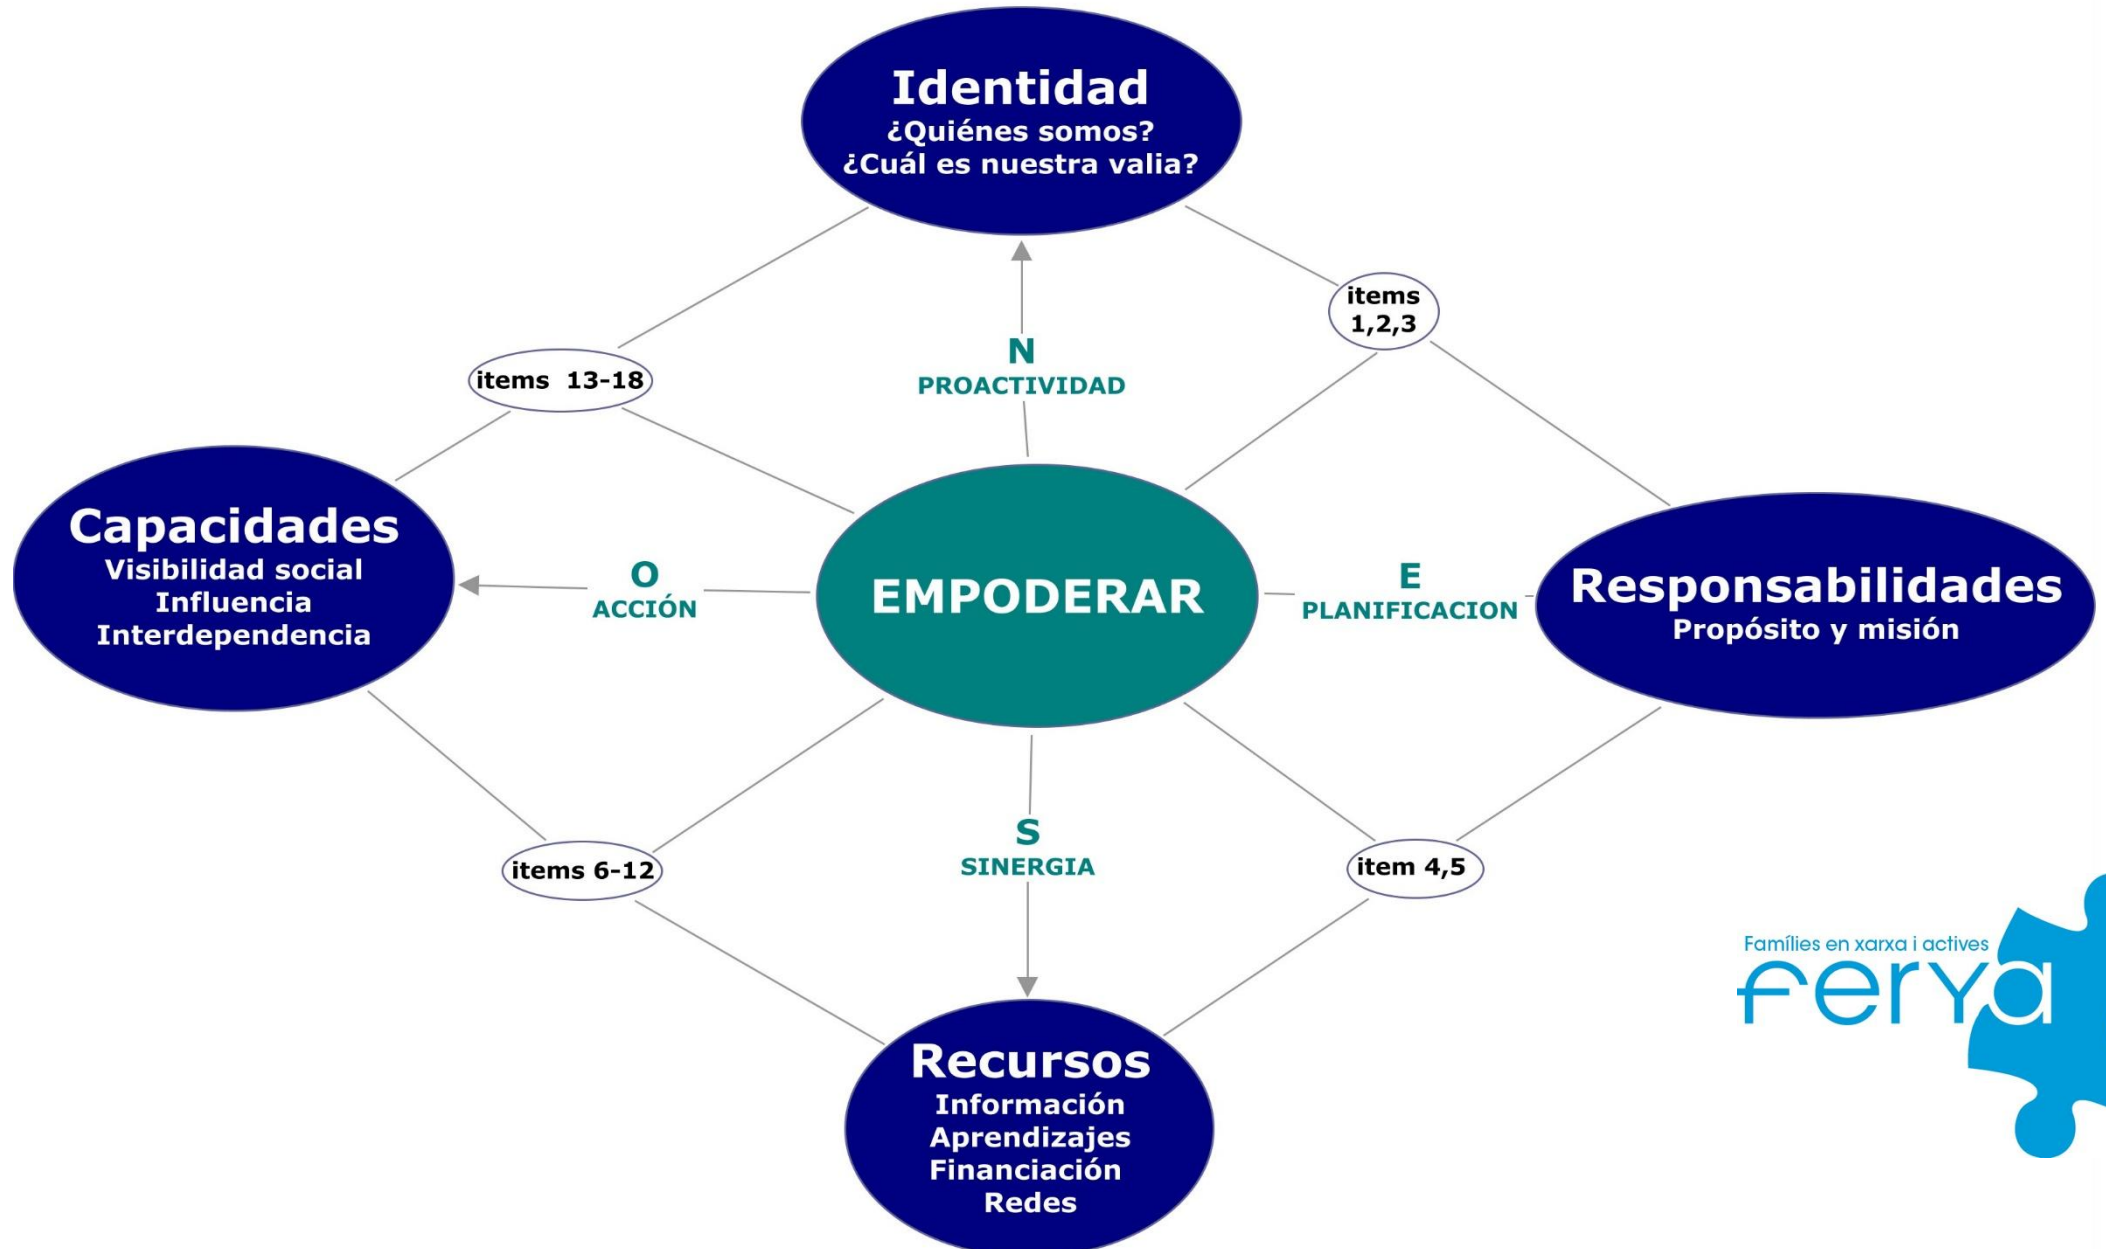 Identidad
¿Quiénes somos?
¿Cuál es nuestra valia?
items
1,2,3
N
PROACTIVIDAD
items 13-18
Capacidades
Visibilidad social
Influencia
Interdependencia
O
ACCIÓN
EMPODERAR
E
PLANIFICACION
Responsabilidades
Propósito y misión
S
SINERGIA
items 6-12
item 4,5
Recursos
Información
Aprendizajes
Financiación
Redes
Famílies en xarxa i actives
ferya